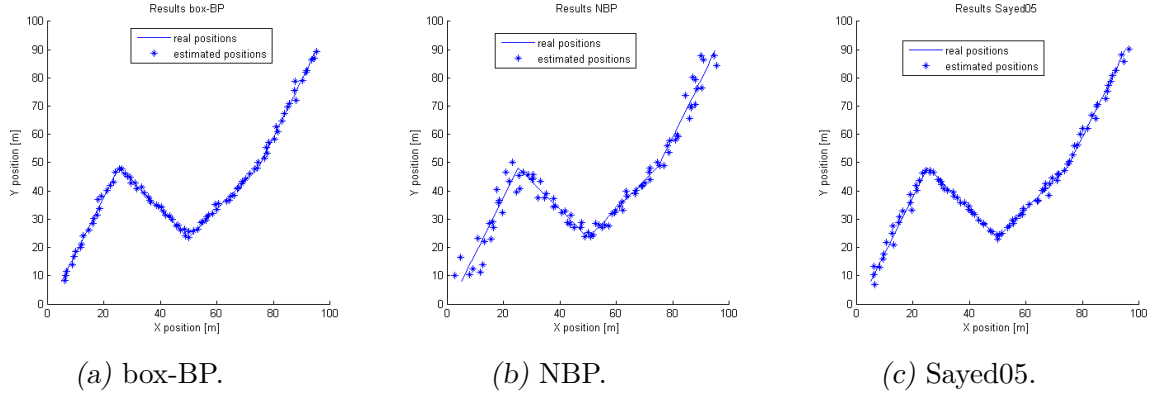 Results box-BP
100
90
80
70
60
50
40
30
20
10
0
Y position [m]
real positions
estimated positions
0 20 40 60 80 100
X position [m]
(a) box-BP.
Results NBP
100
90
80
70
60
50
40
30
20
10
0
Y position [m]
real positions
estimated positions
0 20 40 60 80 100
X position [m]
(b) NBP.
Results Sayed05
100
90
80
70
60
50
40
30
20
10
0
Y position [m]
real positions
estimated positions
0 20 40 60 80 100
X position [m]
(c) Sayed05.